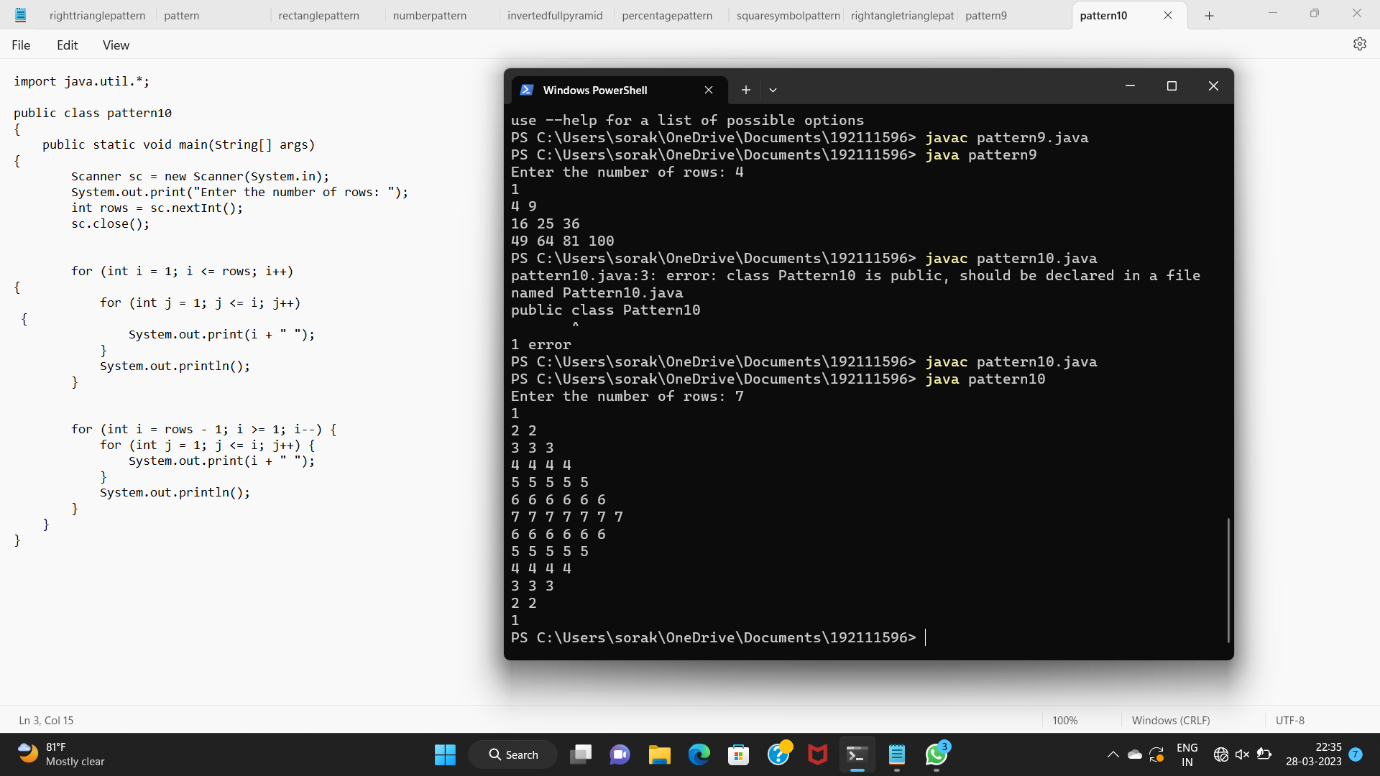 righttrianglepattern pattern rectanglepattern numberpattern invertedfullpyramid percentagepattern squaresymbolpattern rightangletrianglepat pattern9 pattern10
File Edit View
import java.util.*;
public class pattern10
{
public static void main(String[] args)
{
Scanner sc = new Scanner(System.in);
System.out.print("Enter the number of rows: ");
int rows = sc.nextInt();
sc.close();
for (int i = 1; i <= rows; i++)
{
for (int j = 1; j <= i; j++)
{
System.out.print(i + " ");
}
System.out.println();
}
for (int i = rows - 1; i >= 1; i--) {
for (int j = 1; j <= i; j++) {
System.out.print(i + " ");
}
System.out.println();
}
}
}
Windows PowerShell
use --help for a list of possible options
PS C:\Users\sorak\OneDrive\Documents\192111596> javac pattern9.java
PS C:\Users\sorak\OneDrive\Documents\192111596> java pattern9
Enter the number of rows: 4
1
4 9
16 25 36
49 64 81 100
PS C:\Users\sorak\OneDrive\Documents\192111596> javac pattern10.java
pattern10.java:3: error: class Pattern10 is public, should be declared in a file
named Pattern10.java
public class Pattern10
^
1 error
PS C:\Users\sorak\OneDrive\Documents\192111596> javac pattern10.java
PS C:\Users\sorak\OneDrive\Documents\192111596> java pattern10
Enter the number of rows: 7
1
2 2
3 3 3
4 4 4 4
5 5 5 5 5
6 6 6 6 6 6
7 7 7 7 7 7 7
6 6 6 6 6 6
5 5 5 5 5
4 4 4 4
3 3 3
2 2
1
PS C:\Users\sorak\OneDrive\Documents\192111596>
Ln 3, Col 15 100% Windows (CRLF) UTF-8
81°F
Mostly clear
Search
3
ENG
IN
22:35
28-03-2023
7